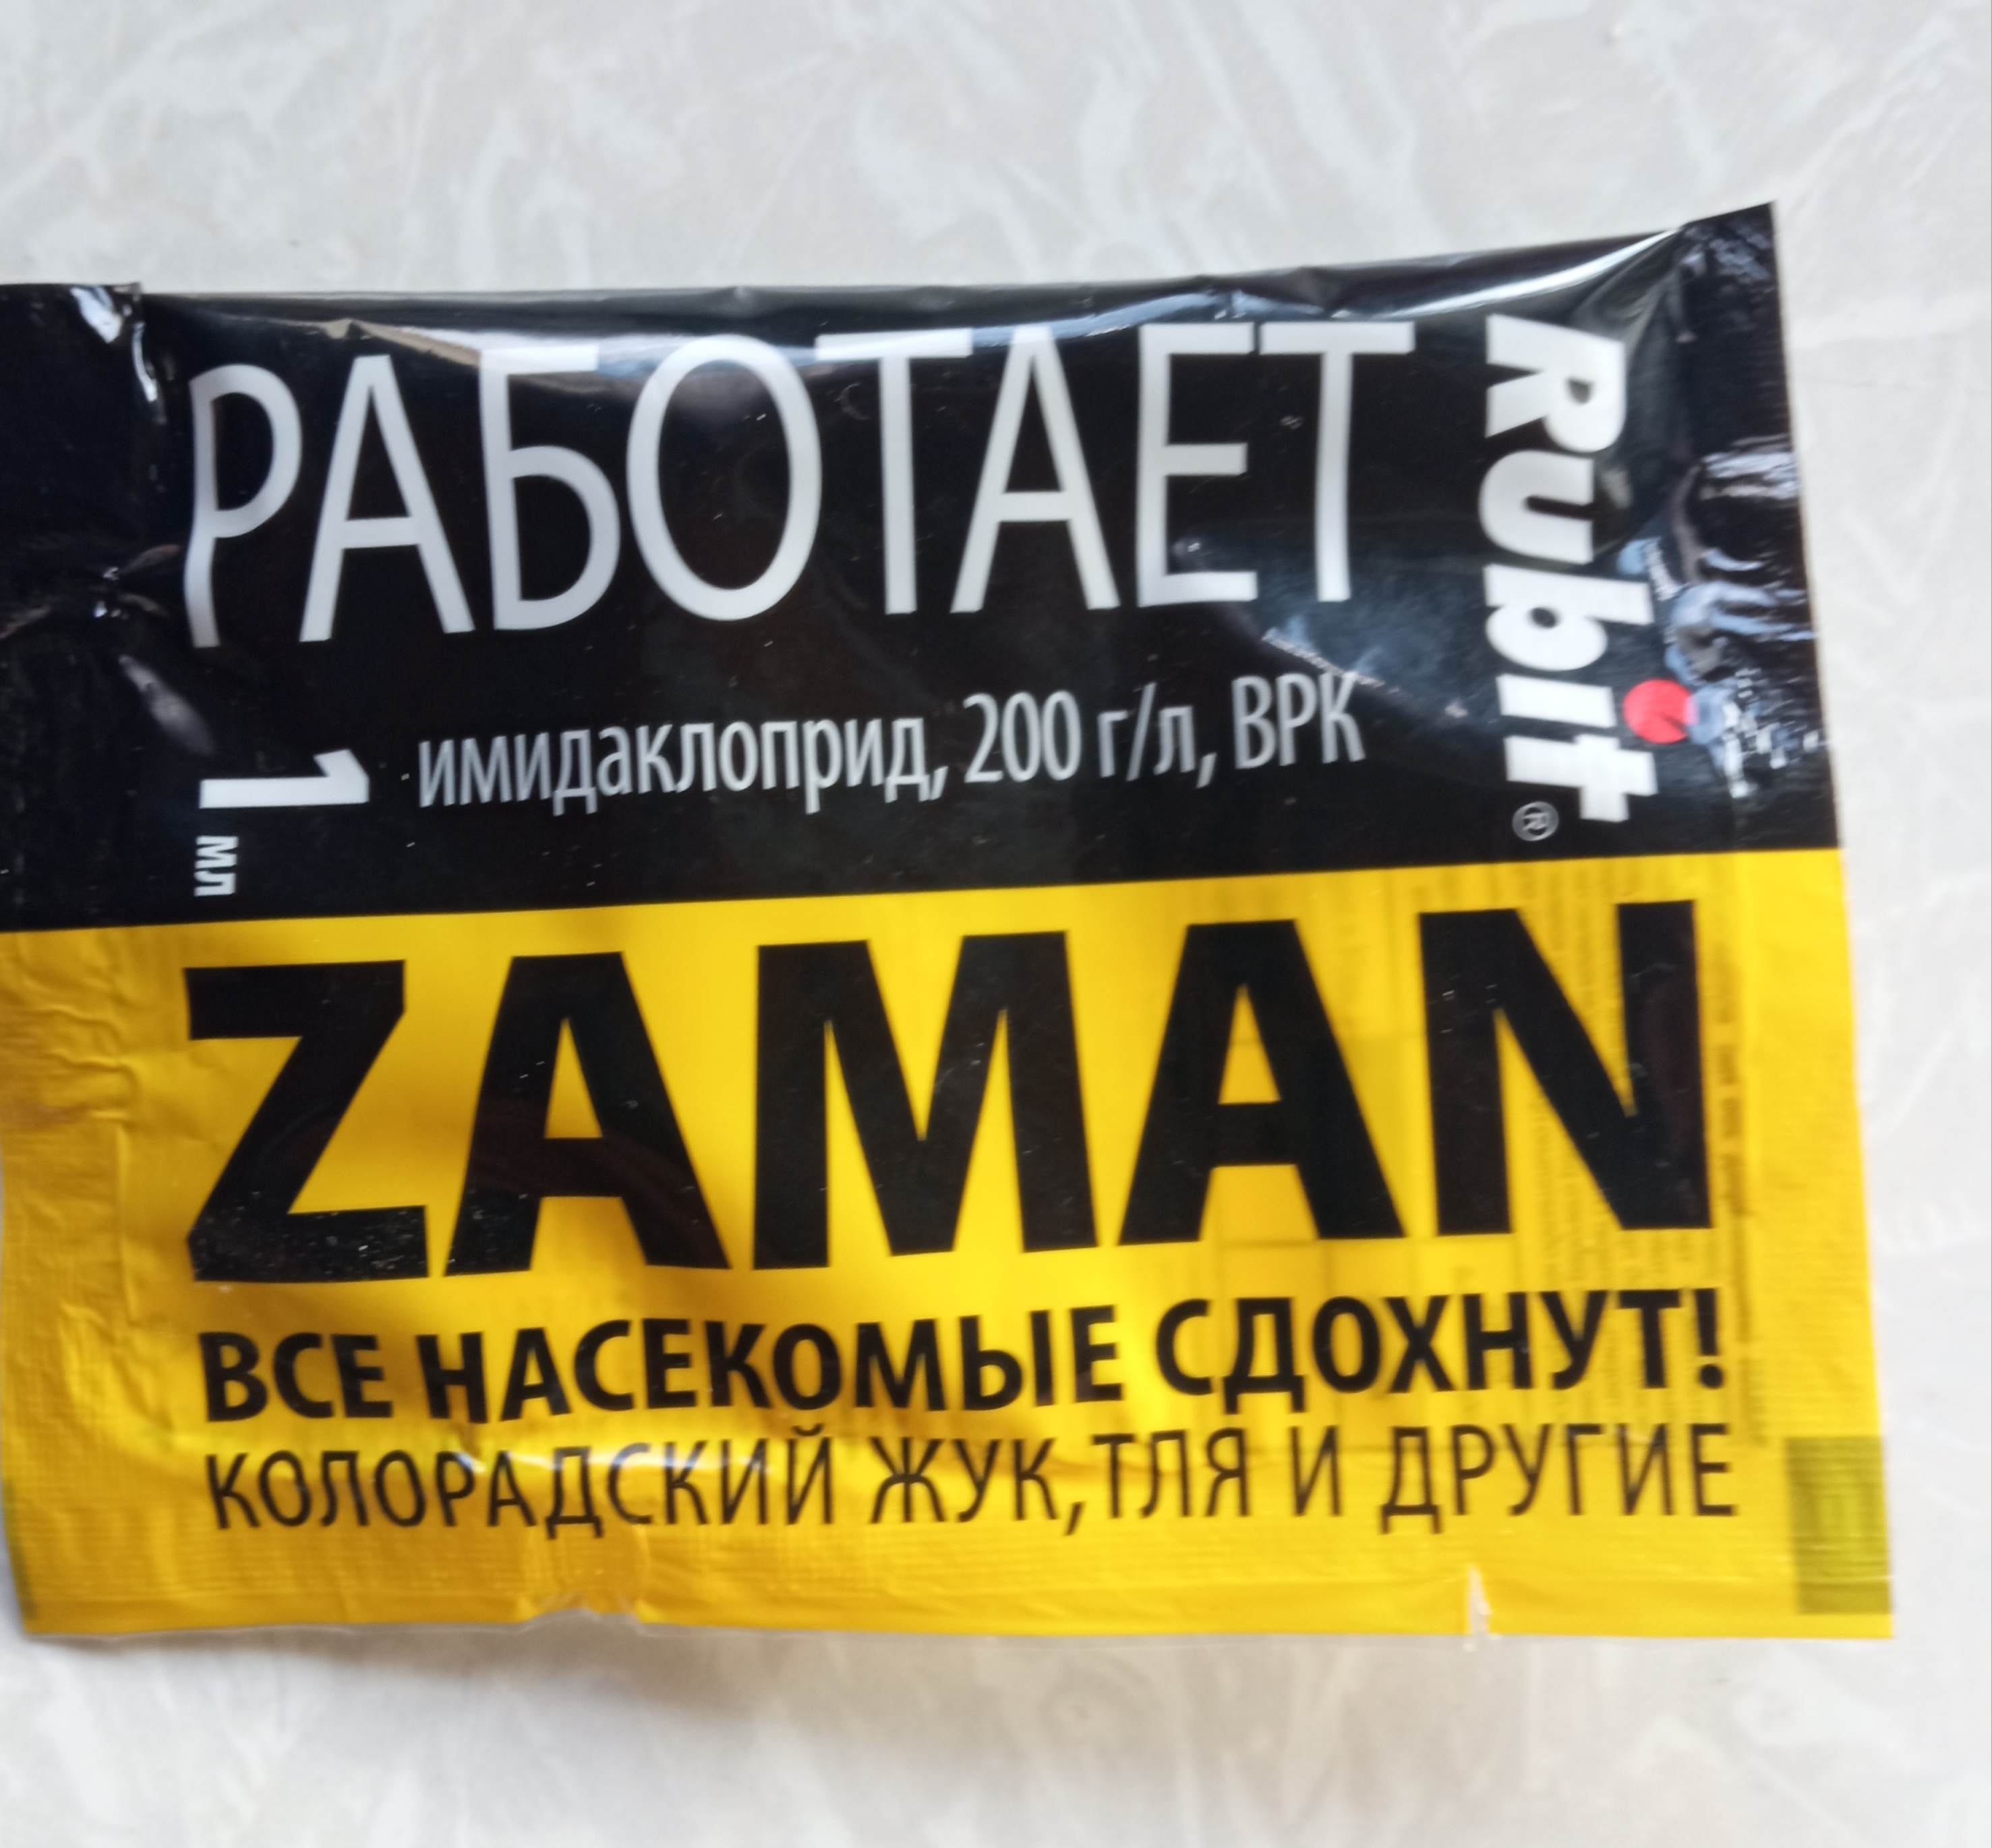 РАБОТАЕТ
Rubit®
имидаклоприд, 200 г/л, ВРК
1 мл
ZAMAN
ВСЕ НАСЕКОМЫЕ СДОХНУТ!
КОЛОРАДСКИЙ ЖУК, ТЛЯ И ДРУГИЕ